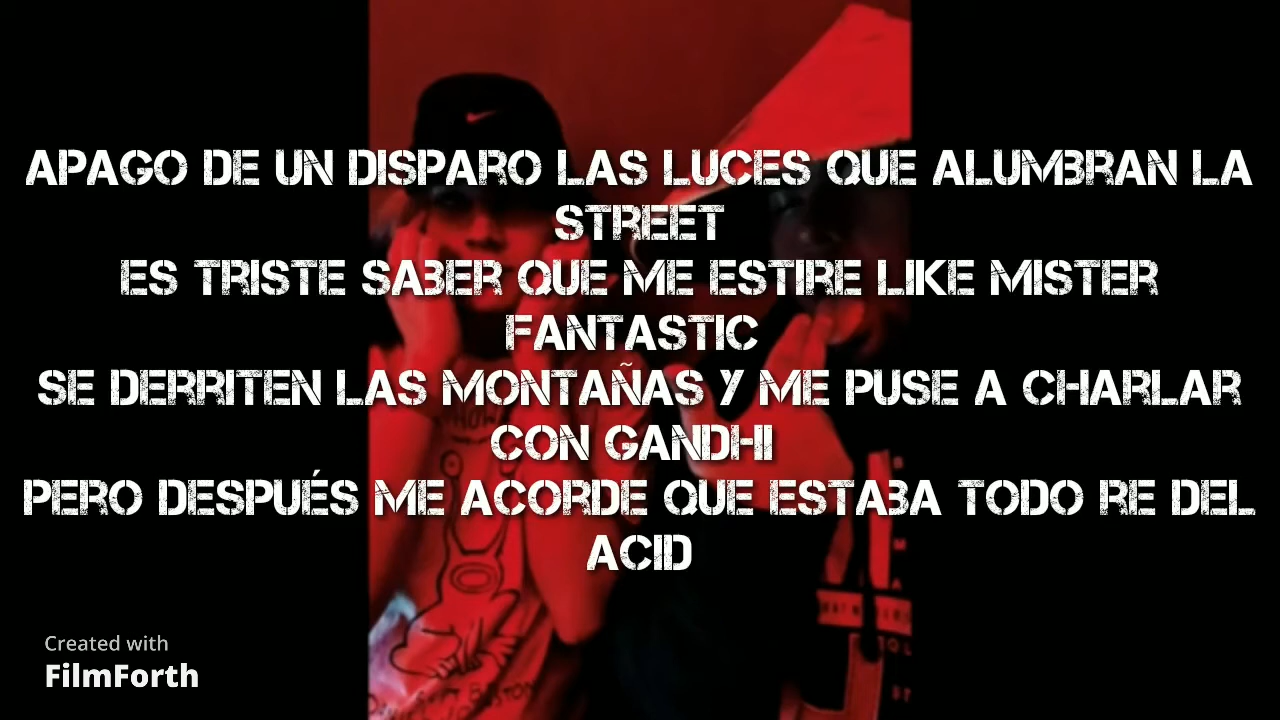 APAGO DE UN DISPARO LAS LUCES QUE ALUMBRAN LA
STREET
ES TRISTE SABER QUE ME ESTIRE LIKE MISTER
FANTASTIC
SE DERRITEN LAS MONTAÑAS Y ME PUSE A CHARLAR
CON GANDHI
PERO DESPUÉS ME ACORDE QUE ESTABA TODO RE DEL
ACID
Created with
FilmForth